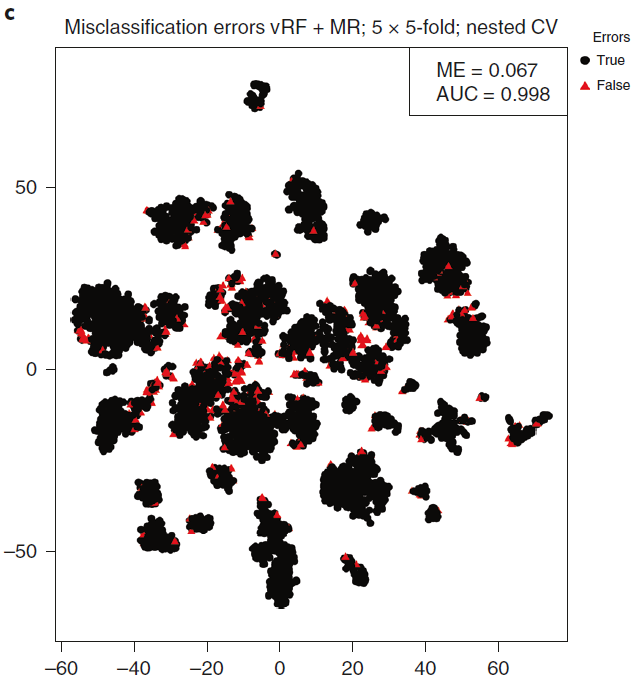 c
Misclassification errors vRF + MR; 5 × 5-fold; nested CV
Errors
True
False
ME = 0.067
AUC = 0.998
50
0
−50
−60 −40 −20 0 20 40 60